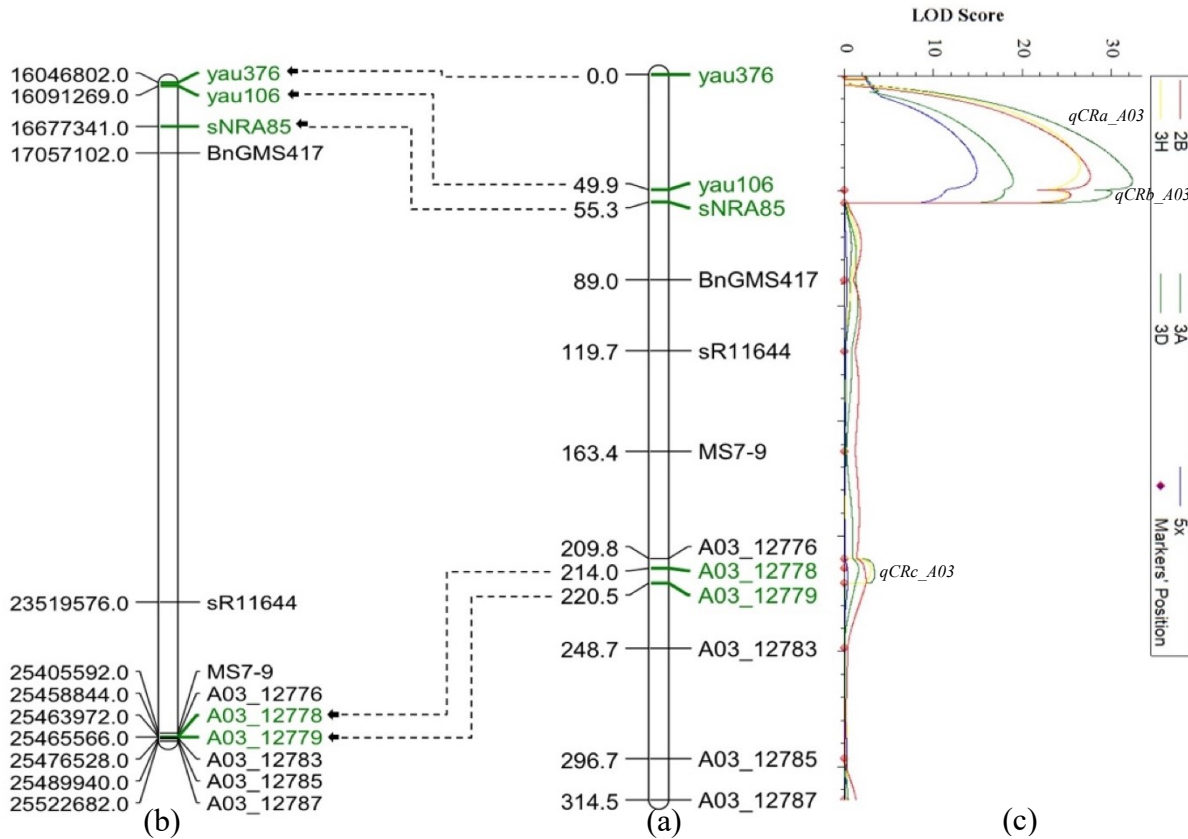 LOD Score
0 10 20 30
16046802.0 yau376
16091269.0 yau106
16677341.0 sNRA85
17057102.0 BnGMS417
23519576.0 sR11644
25405592.0 MS7-9
25458844.0 A03_12776
25463972.0 A03_12778
25465566.0 A03_12779
25476528.0 A03_12783
25489940.0 A03_12785
25522682.0 A03_12787
(b)
0.0 yau376
49.9 yau106
55.3 sNRA85
89.0 BnGMS417
119.7 sR11644
163.4 MS7-9
209.8 A03_12776
214.0 A03_12778
220.5 A03_12779
248.7 A03_12783
296.7 A03_12785
314.5 A03_12787
(a)
qCRa_A03
qCRb_A03
qCRc_A03
2B 3A 5x
3H 3D Markers' Position
(c)